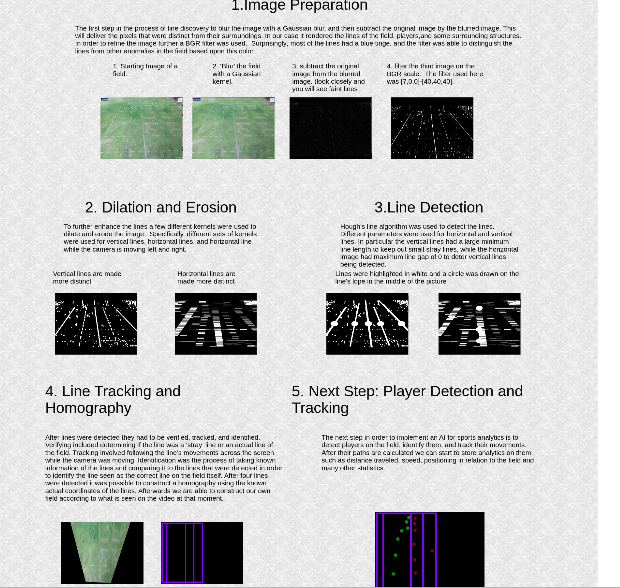 1.Image Preparation
The first step in the process of line discovery to blur the image with a Gaussian blur, and then subtract the original image by the blurred image. This
will deliver the pixels that were distinct from their surroundings. In our case it rendered the lines of the field, players,and some surrounding structures.
In order to refine the image further a BGR filter was used. Surprisingly, most of the lines had a blue tinge, and the filter was able to distinguish the
lines from other anomalies in the field based upon this color.
1. Starting Image of a
field.
2. 'Blur' the field
with a Gaussian
kernel.
3. subtract the original
image from the blurred
image. (look closely and
you will see faint lines
4. filter the third image on the
BGR scale. The filter used here
was [7,0,0]-[40,40,40].
2. Dilation and Erosion
To further enhance the lines a few different kernels were used to
dilate and erode the image. Specifically, different sets of kernels
were used for vertical lines, horizontal lines, and horizontal line
while the camera is moving left and right.
Vertical lines are made
more distinct
Horizontal lines are
made more distinct
3.Line Detection
Hough's line algorithm was used to detect the lines.
Different parameters were used for horizontal and vertical
lines. In particular the vertical lines had a large minimum
line length to keep out small stray lines, while the horizontal
image had maximum line gap of 0 to deter vertical lines
being detected.
Lines were highlighted in white and a circle was drawn on the
line's lope in the middle of the picture
4. Line Tracking and
Homography
After lines were detected they had to be verified, tracked, and identified.
Verifying included determining if the line was a 'stray' line or an actual line of
the field. Tracking involved following the line's movements across the screen
while the camera was moving. Identification was the process of taking known
information of the lines and comparing it to the lines that were detected in order
to identify the line seen as the correct line on the field itself. After four lines
were detected it was possible to construct a homography using the known
actual coordinates of the lines. Afterwards we are able to construct our own
field according to what is seen on the video at that moment.
5. Next Step: Player Detection and
Tracking
The next step in order to implement an AI for sports analytics is to
detect players on the field, identify them, and track their movements.
After their paths are calculated we can start to store analytics on them
such as distance traveled, speed, positioning in relation to the field and
many other statistics.